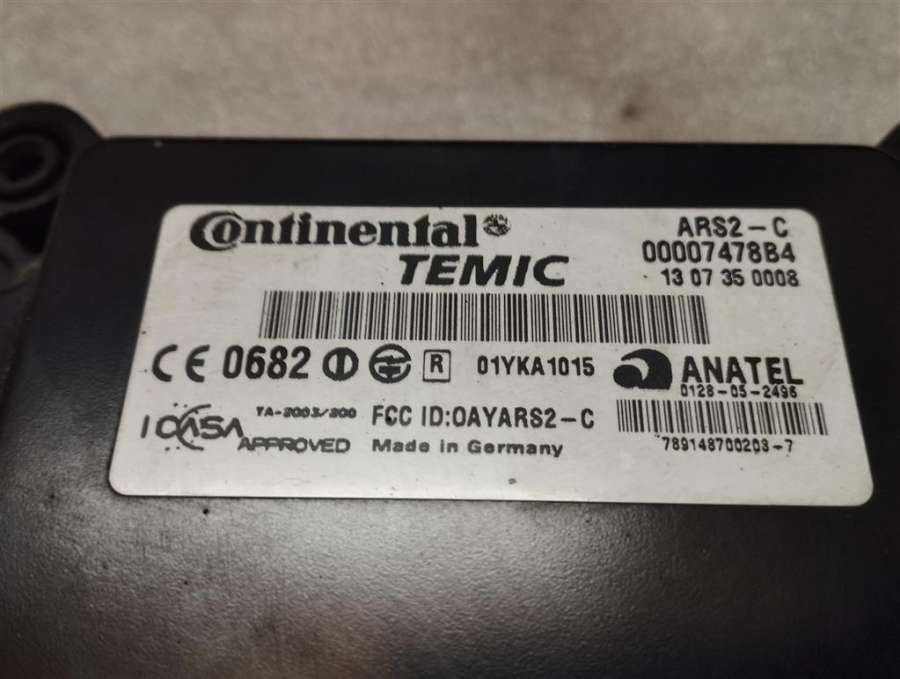 Continental
TEMIC
ARS2-C
00007478B4
13 07 35 0008
CE 0682 R 01YKA1015
ANATEL
0128-05-2496
ICASA TA-2003/200 APPROVED
FCC ID:OAYARS2-C
Made in Germany
789148700203-7